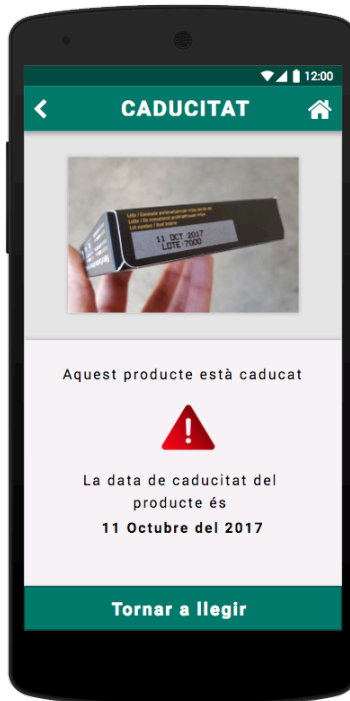 12:00
CADUCITAT
11 OCT 2017
LOTE:7000
Aquest producte està caducat
La data de caducitat del
producte és
11 Octubre del 2017
Tornar a llegir